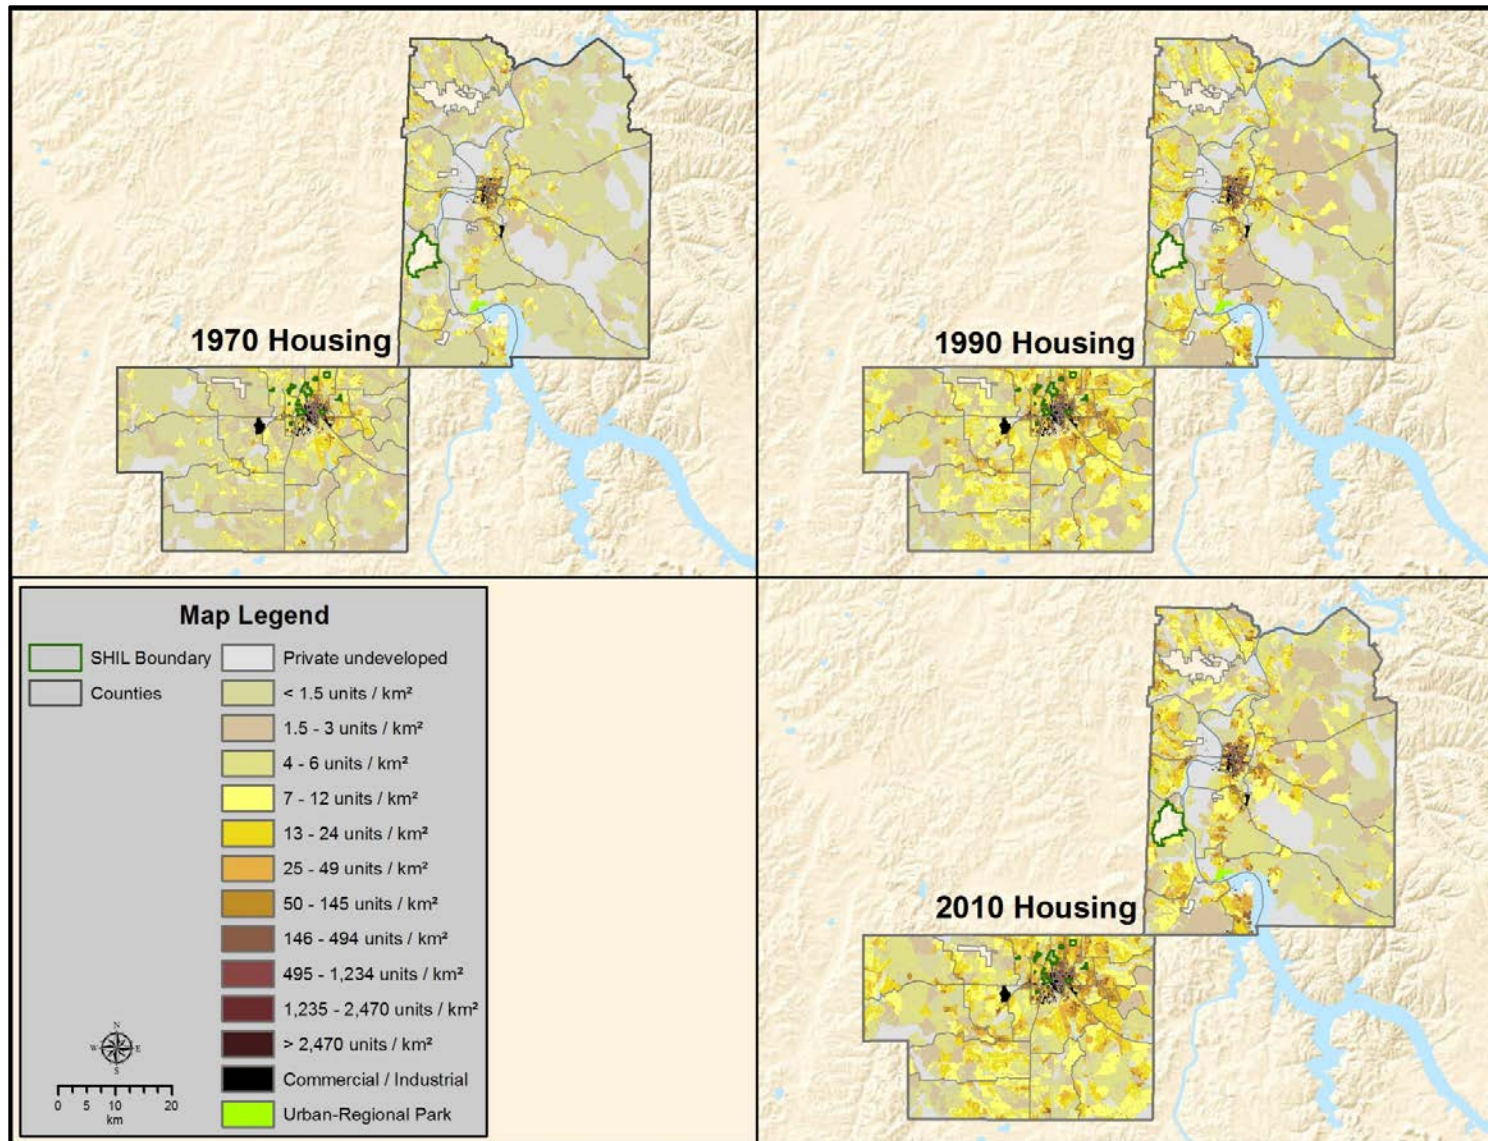 1970 Housing
1990 Housing
Map Legend
SHIL Boundary
Counties
Private undeveloped
< 1.5 units / km²
1.5 - 3 units / km²
4 - 6 units / km²
7 - 12 units / km²
13 - 24 units / km²
25 - 49 units / km²
50 - 145 units / km²
146 - 494 units / km²
495 - 1,234 units / km²
1,235 - 2,470 units / km²
> 2,470 units / km²
Commercial / Industrial
Urban-Regional Park
N
W E
S
0 5 10 20
km
2010 Housing